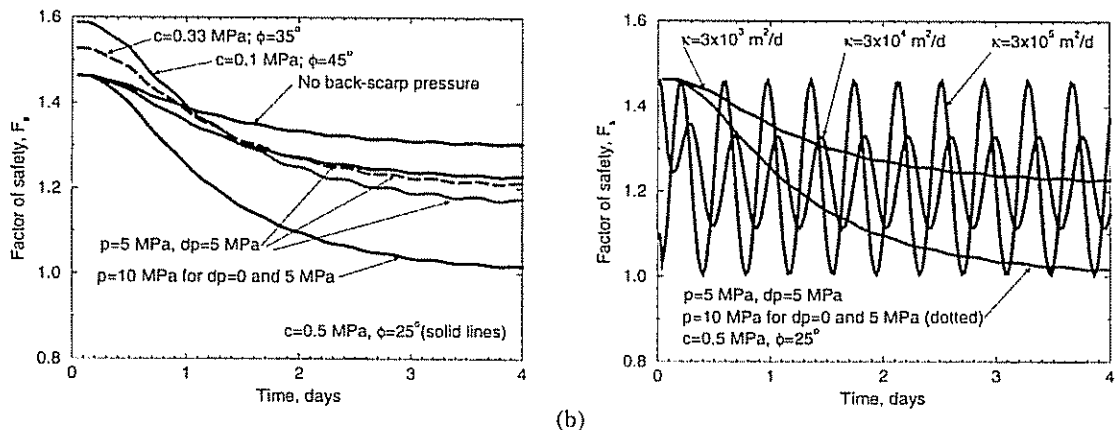 1.6
1.4
1.2
1.0
0.8
Factor of safety, Fs
c=0.33 MPa; ϕ=35°
c=0.1 MPa; ϕ=45°
No back-scarp pressure
p=5 MPa, dp=5 MPa
p=10 MPa for dp=0 and 5 MPa
c=0.5 MPa, ϕ=25° (solid lines)
0 1 2 3 4
Time, days
1.6
1.4
1.2
1.0
0.8
Factor of safety, Fs
κ=3x10³ m²/d
κ=3x10⁴ m²/d
κ=3x10⁵ m²/d
p=5 MPa, dp=5 MPa
p=10 MPa for dp=0 and 5 MPa (dotted)
c=0.5 MPa, ϕ=25°
0 1 2 3 4
Time, days
(b)